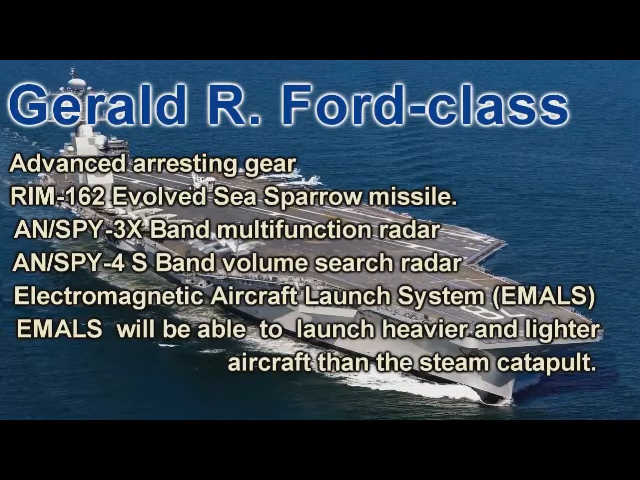 Gerald R. Ford-class
Advanced arresting gear
RIM-162 Evolved Sea Sparrow missile.
AN/SPY-3X Band multifunction radar
AN/SPY-4 S Band volume search radar
Electromagnetic Aircraft Launch System (EMALS)
EMALS will be able to launch heavier and lighter
aircraft than the steam catapult.